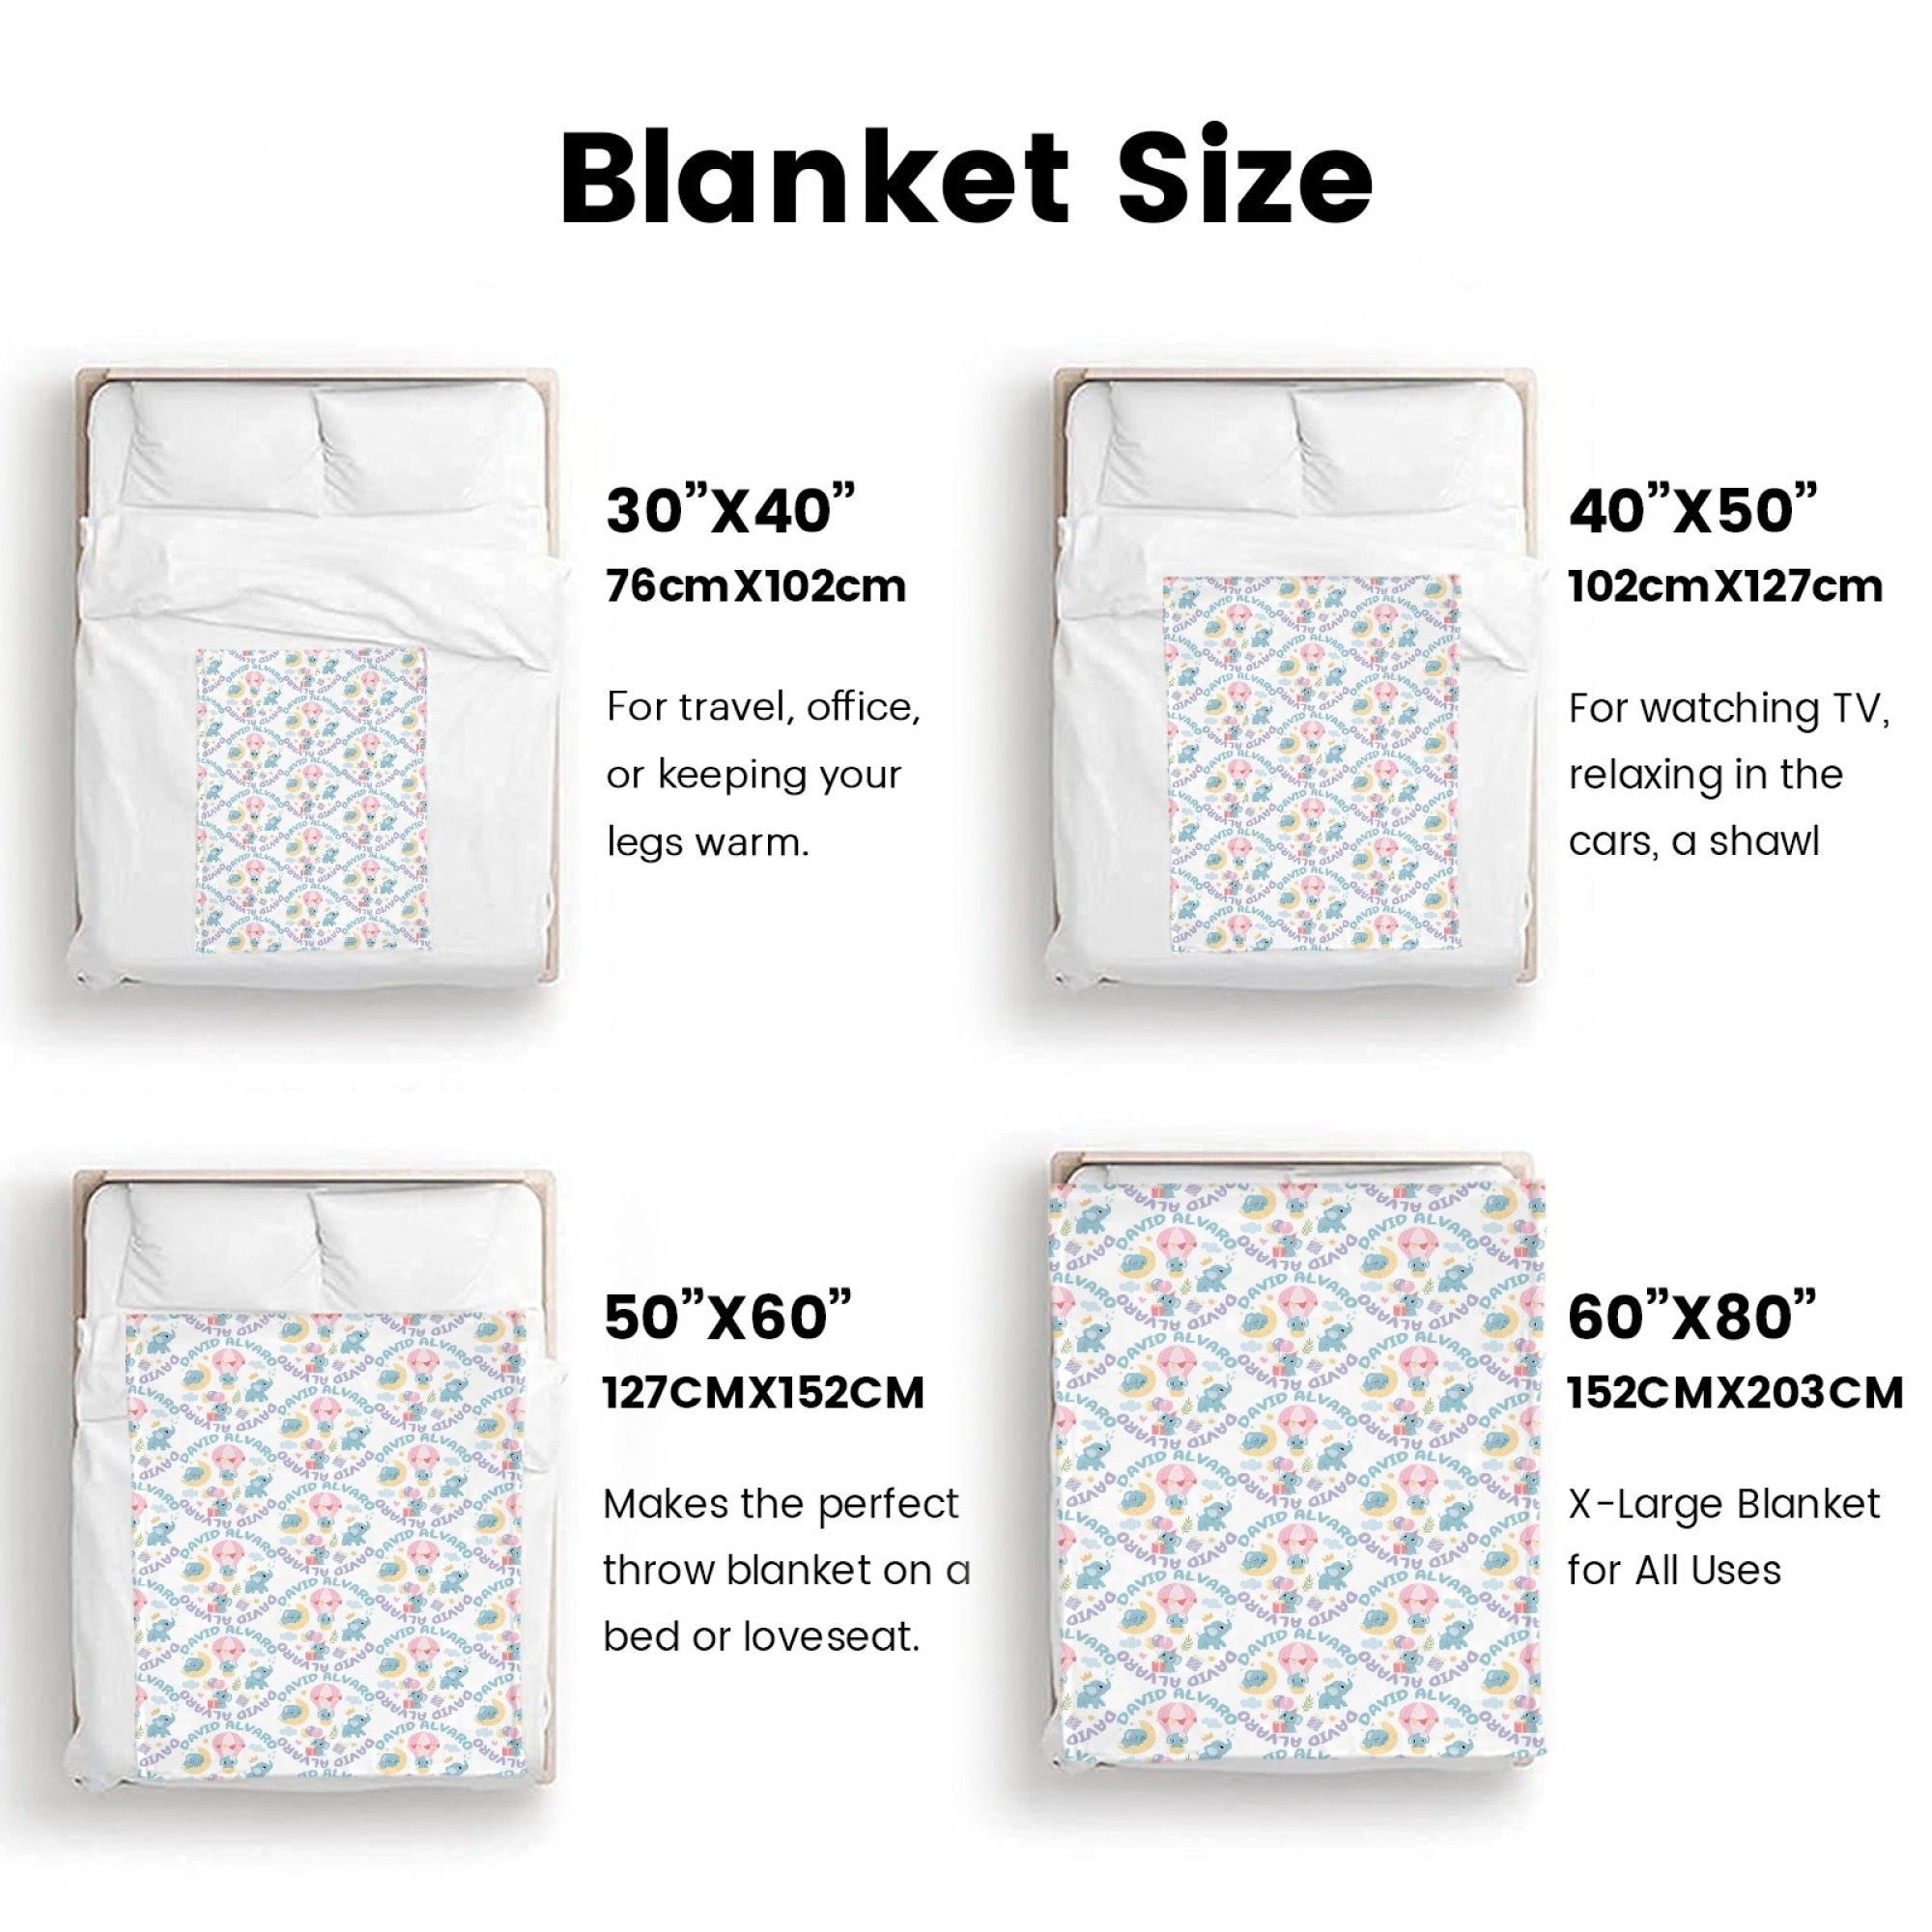 Blanket Size
30”X40”
76cmX102cm
For travel, office,
or keeping your
legs warm.
40”X50”
102cmX127cm
For watching TV,
relaxing in the
cars, a shawl
50”X60”
127CMX152CM
Makes the perfect
throw blanket on a
bed or loveseat.
60”X80”
152CMX203CM
X-Large Blanket
for All Uses
DAVID ALVARO